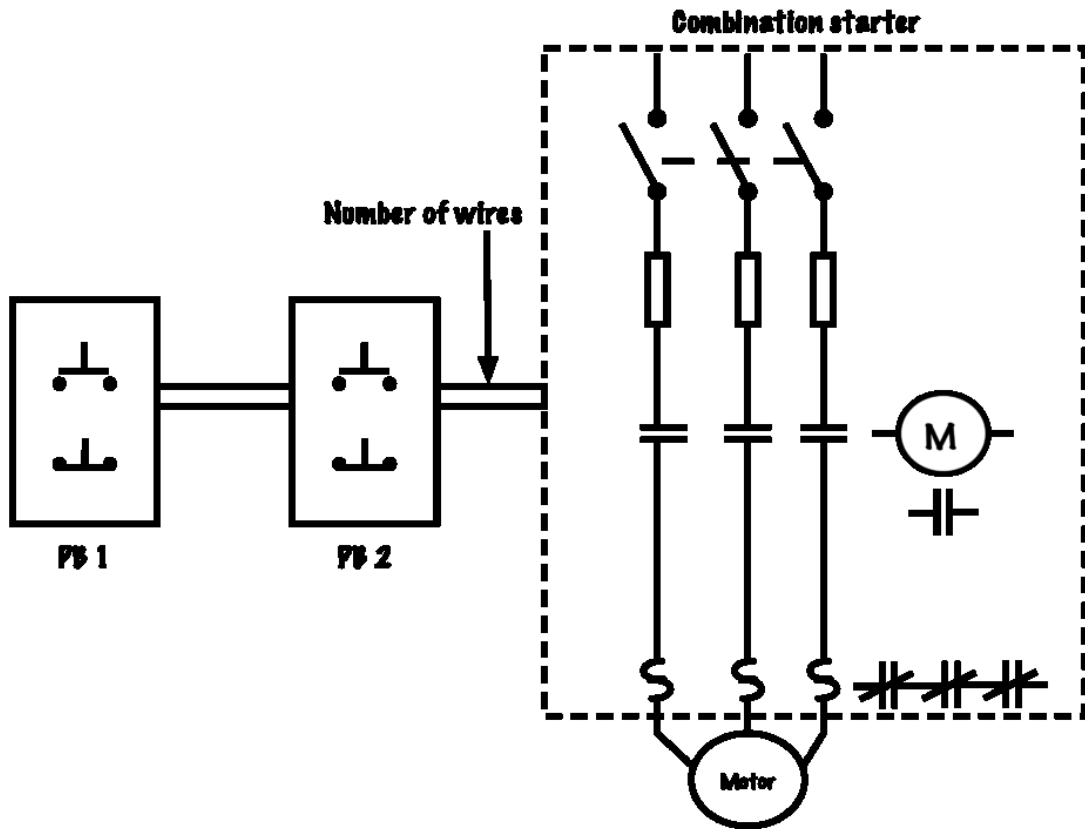 Combination starter
Number of wires
PB 1
PB 2
M
Motor